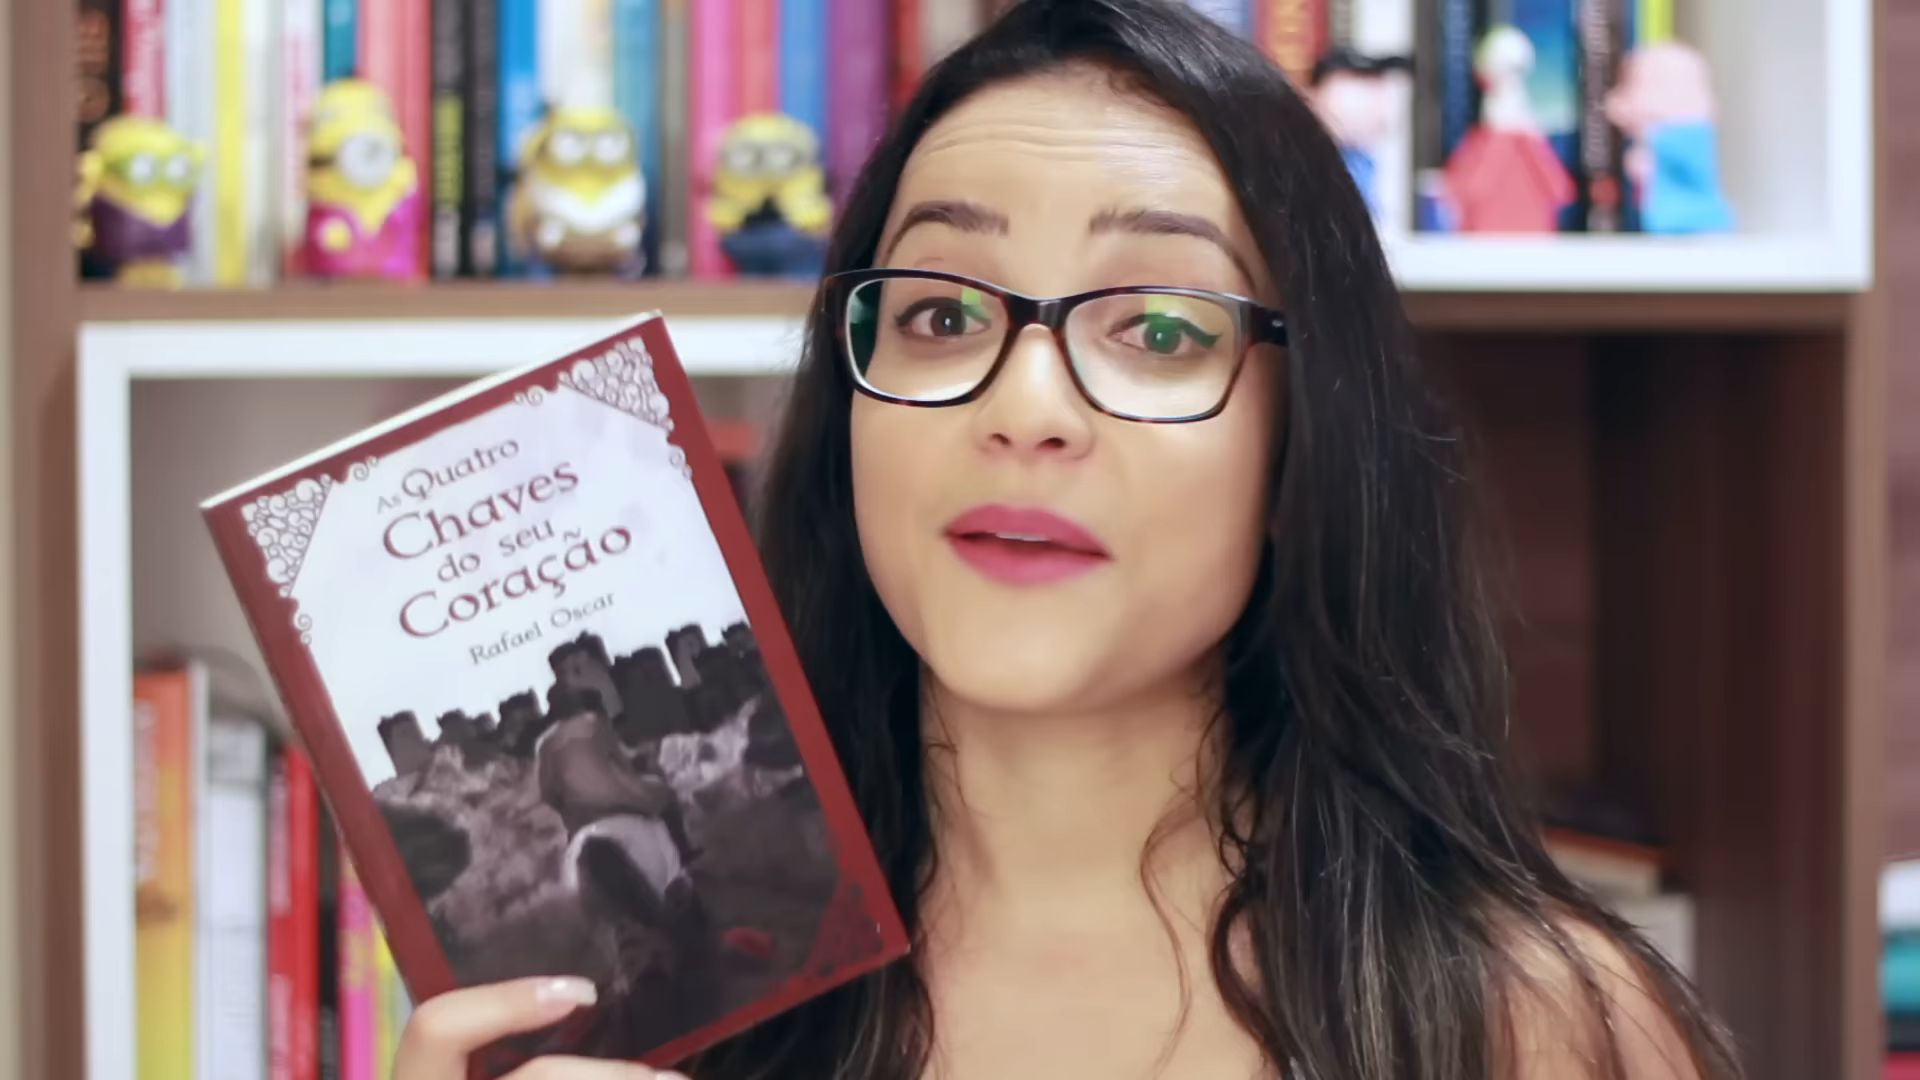 As Quatro
Chaves
do seu
Coração
Rafael Oscar